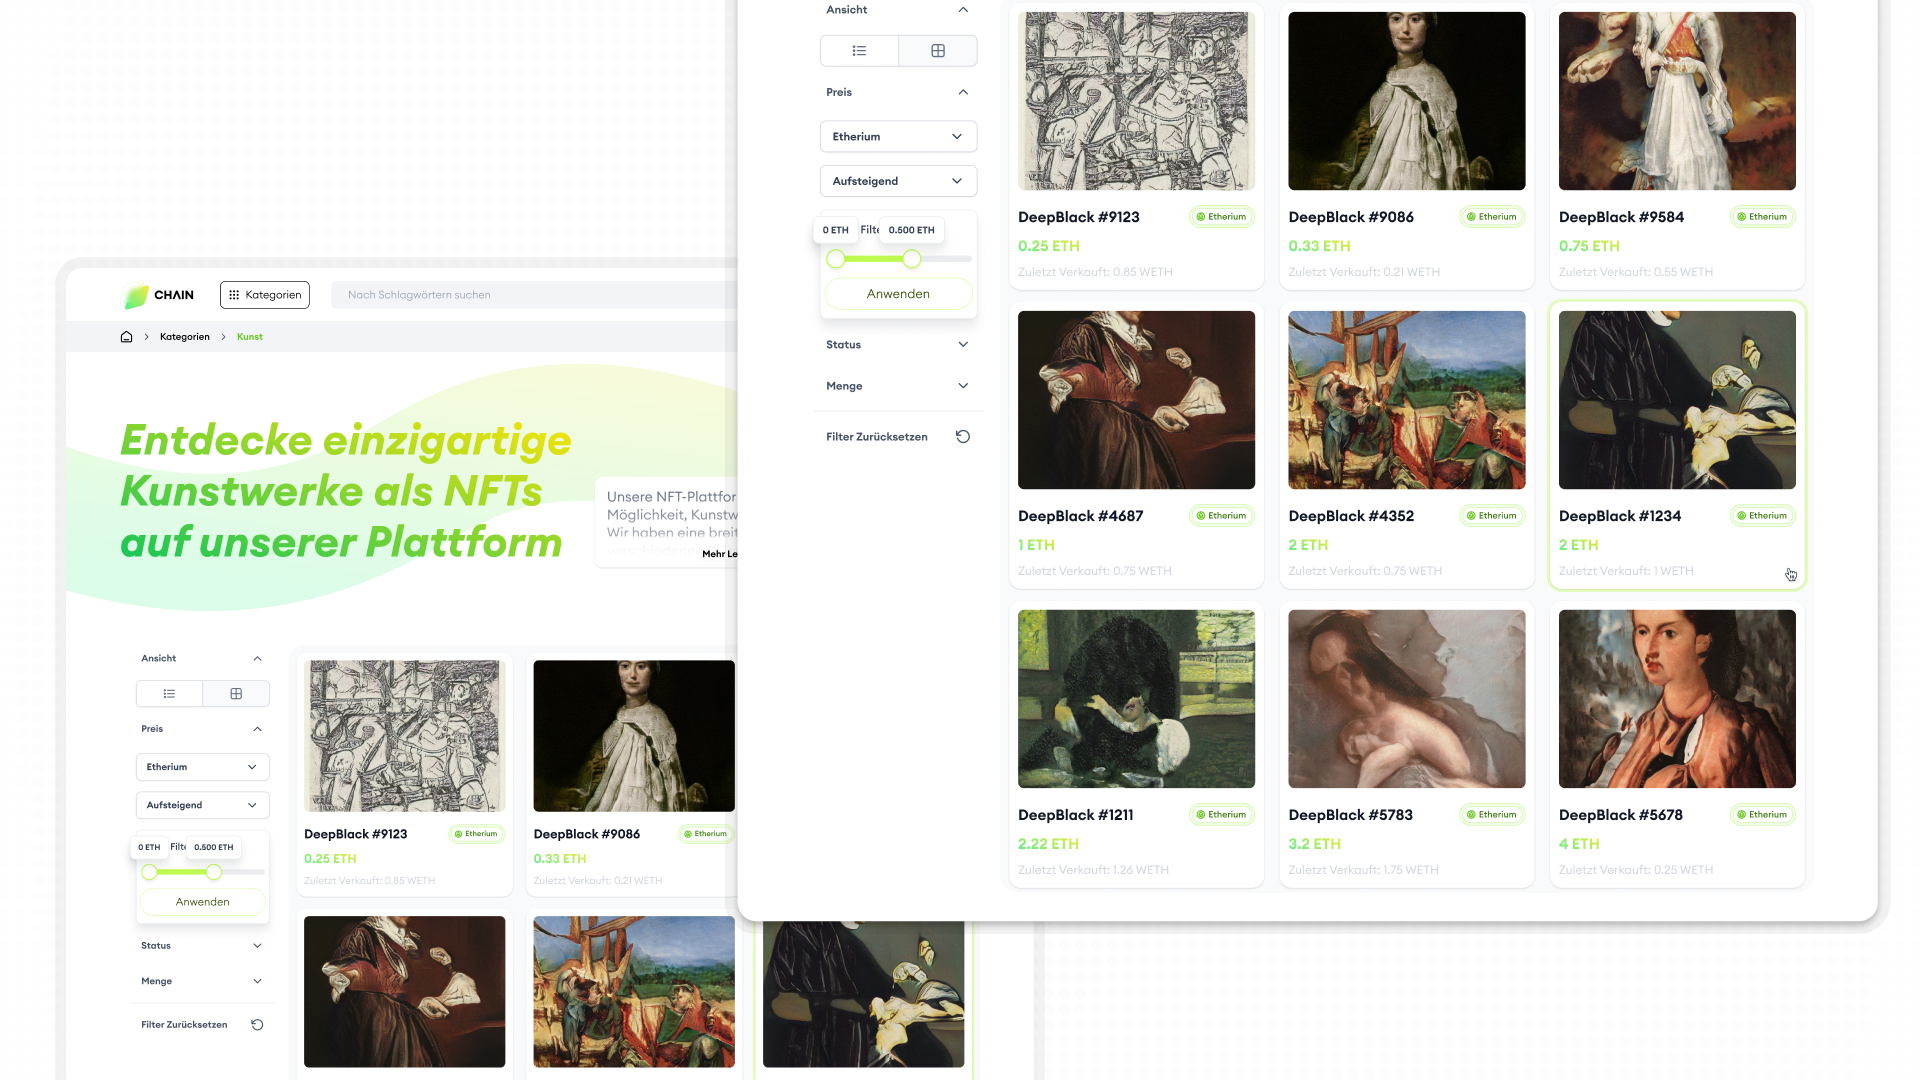 CHAIN
Kategorien
Nach Schlagwörtern suchen
Kategorien
Kunst
Entdecke einzigartige
Kunstwerke als NFTs
auf unserer Plattform
Unsere NFT-Plattfor
Möglichkeit, Kunstw
Wir haben eine breit
Mehr Le
Ansicht
Preis
Etherium
Aufsteigend
0 ETH
Filte
0.500 ETH
Anwenden
Status
Menge
Filter Zurücksetzen
DeepBlack #9123
Etherium
0.25 ETH
Zuletzt Verkauft: 0.85 WETH
DeepBlack #9086
Etherium
0.33 ETH
Zuletzt Verkauft: 0.21 WETH
Ansicht
Preis
Etherium
Aufsteigend
0 ETH
Filte
0.500 ETH
Anwenden
Status
Menge
Filter Zurücksetzen
DeepBlack #9123
Etherium
0.25 ETH
Zuletzt Verkauft: 0.85 WETH
DeepBlack #9086
Etherium
0.33 ETH
Zuletzt Verkauft: 0.21 WETH
DeepBlack #9584
Etherium
0.75 ETH
Zuletzt Verkauft: 0.55 WETH
DeepBlack #4687
Etherium
1 ETH
Zuletzt Verkauft: 0.75 WETH
DeepBlack #4352
Etherium
2 ETH
Zuletzt Verkauft: 0.75 WETH
DeepBlack #1234
Etherium
2 ETH
Zuletzt Verkauft: 1 WETH
DeepBlack #1211
Etherium
2.22 ETH
Zuletzt Verkauft: 1.26 WETH
DeepBlack #5783
Etherium
3.2 ETH
Zuletzt Verkauft: 1.75 WETH
DeepBlack #5678
Etherium
4 ETH
Zuletzt Verkauft: 0.25 WETH